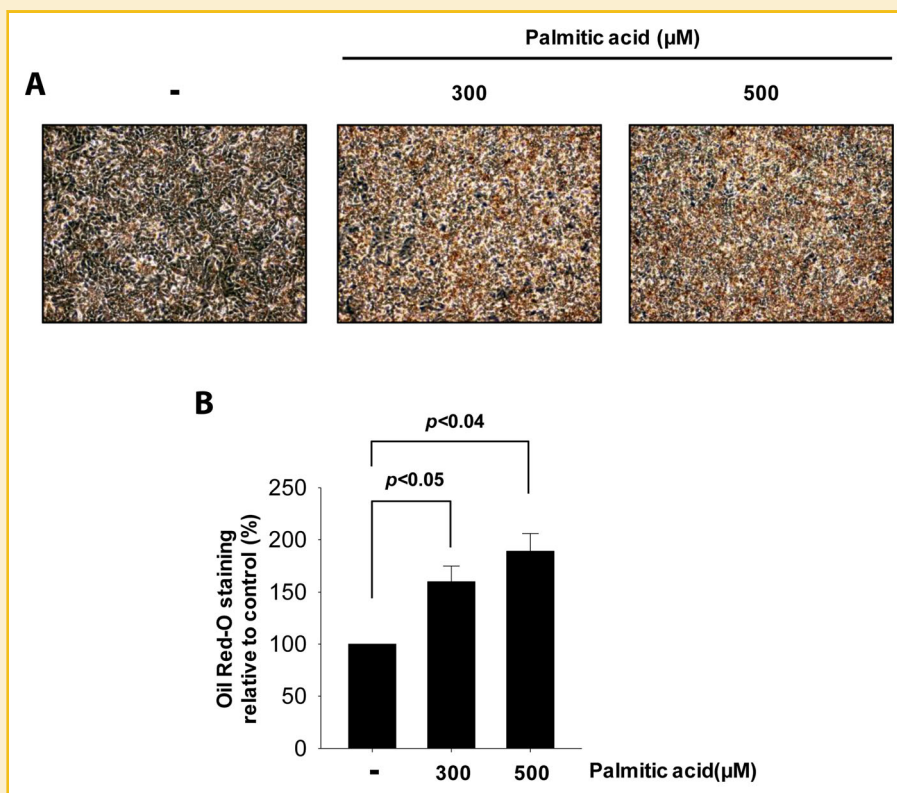 Palmitic acid (µM)
A
-
300
500
B
p<0.04
p<0.05
250
200
150
100
50
0
Oil Red-O staining
relative to control (%)
-
300
500
Palmitic acid(µM)